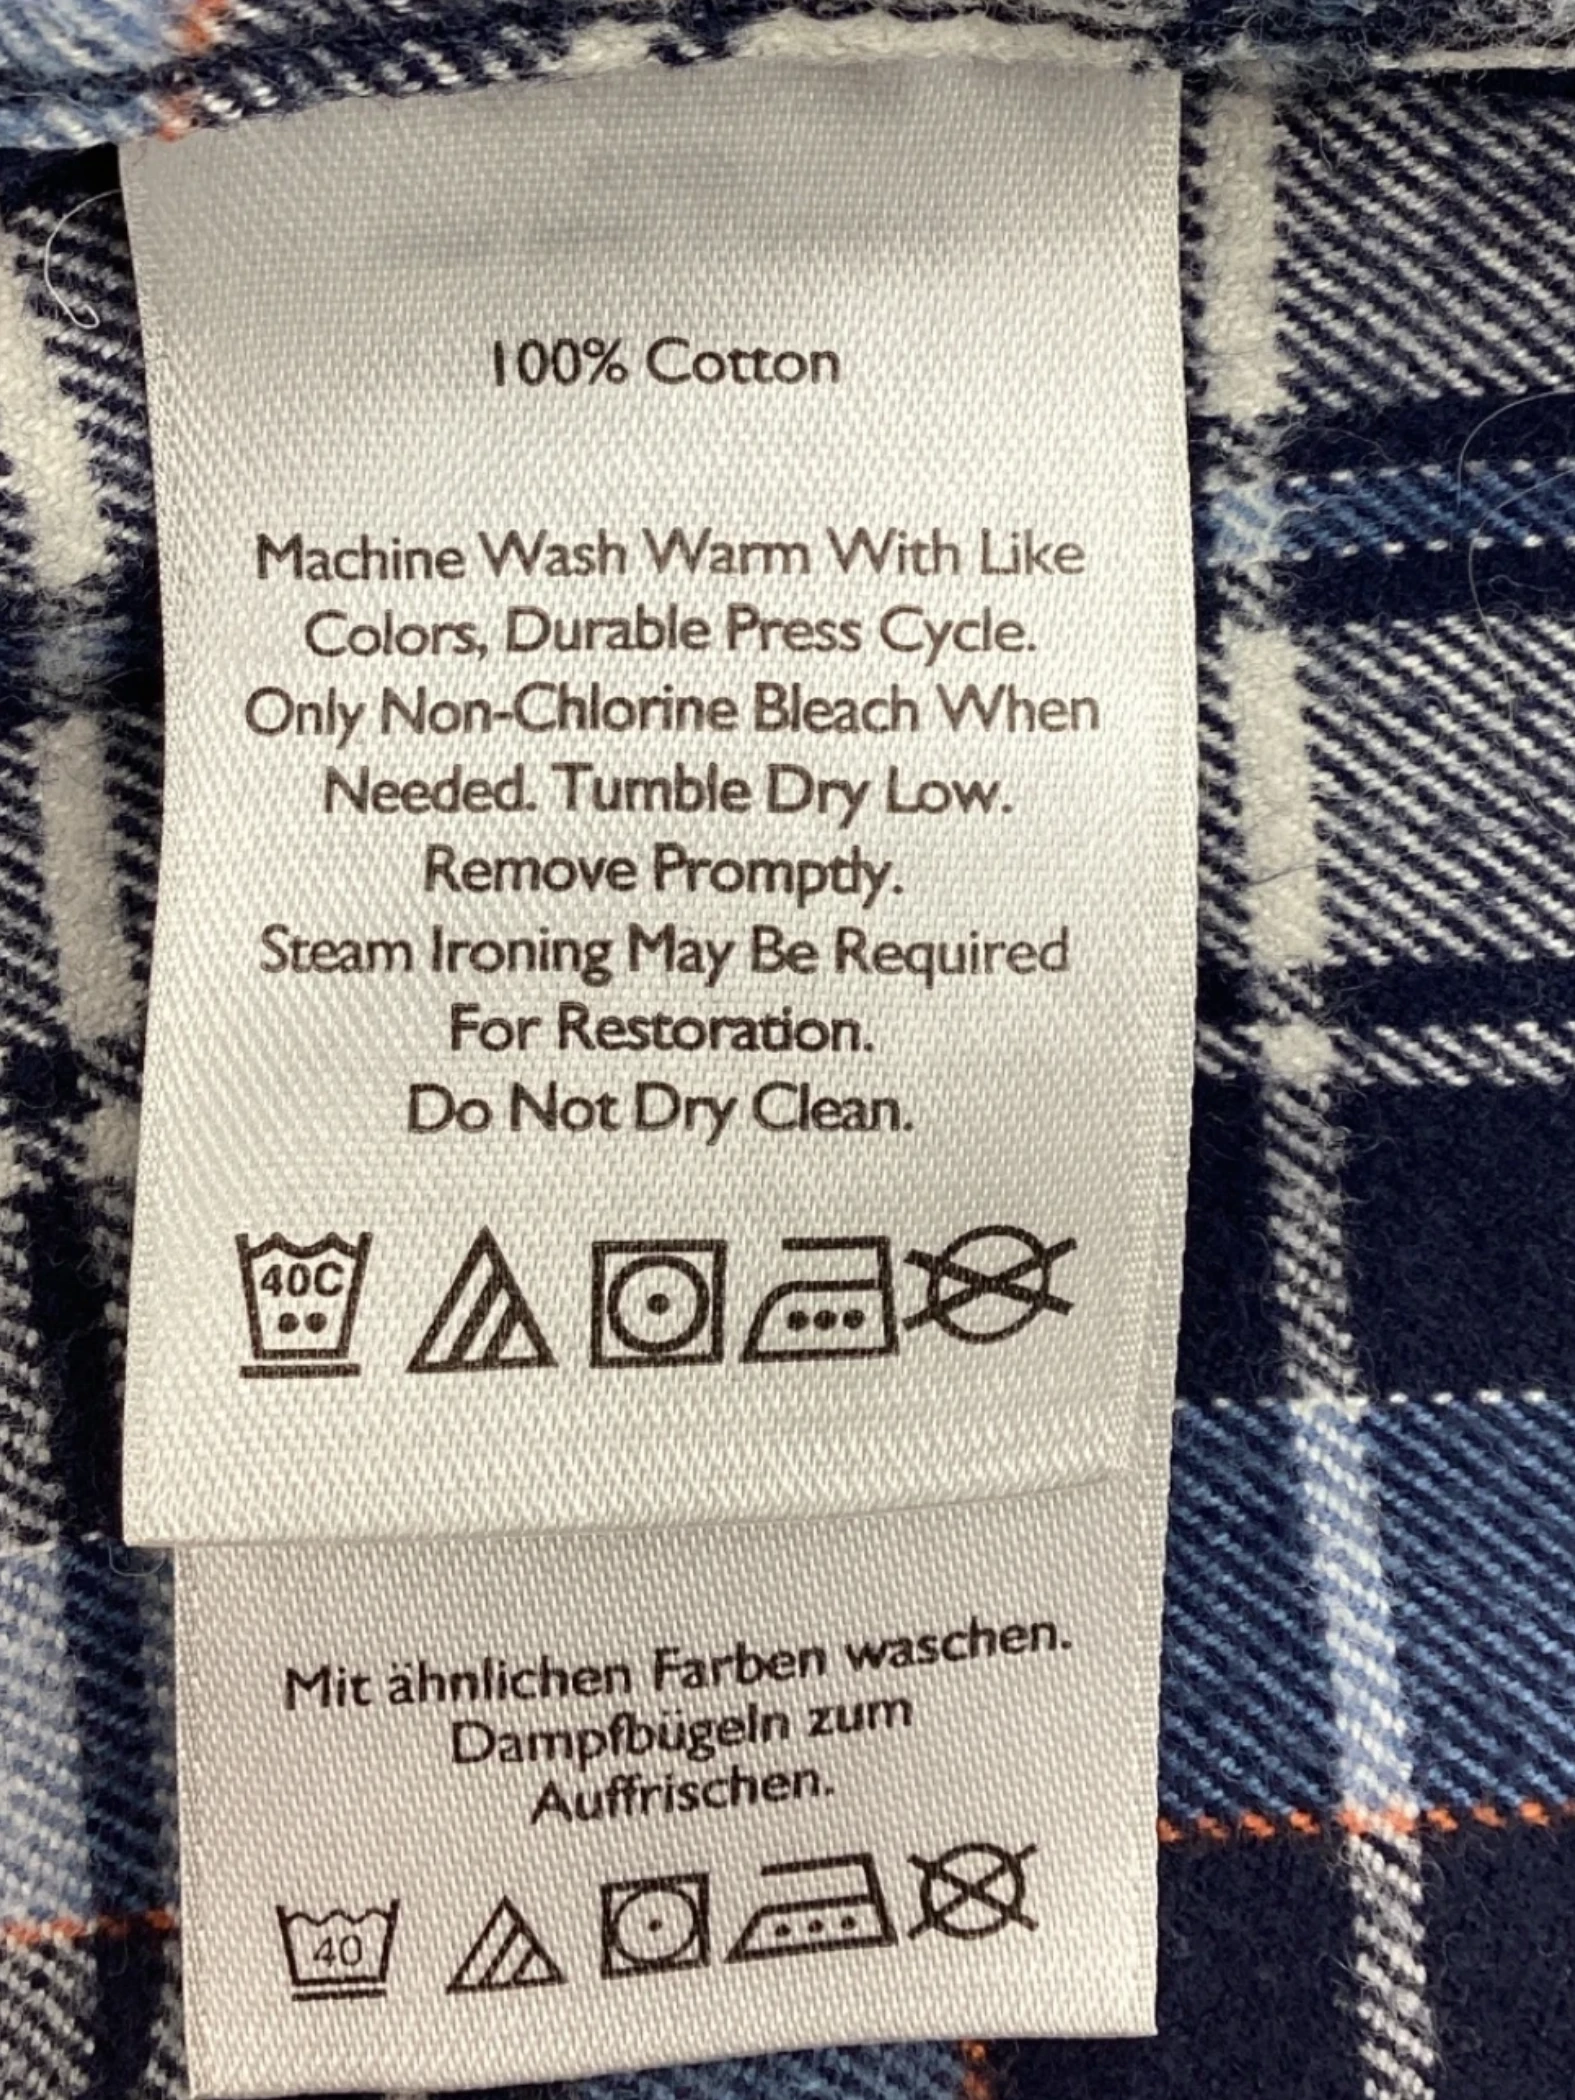 100% Cotton
Machine Wash Warm With Like
Colors, Durable Press Cycle.
Only Non-Chlorine Bleach When
Needed. Tumble Dry Low.
Remove Promptly.
Steam Ironing May Be Required
For Restoration.
Do Not Dry Clean.
40C
Mit ähnlichen Farben waschen.
Dampfbügeln zum
Auffrischen.
40